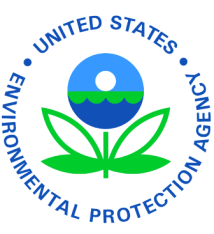 UNITED STATES
ENVIRONMENTAL PROTECTION AGENCY